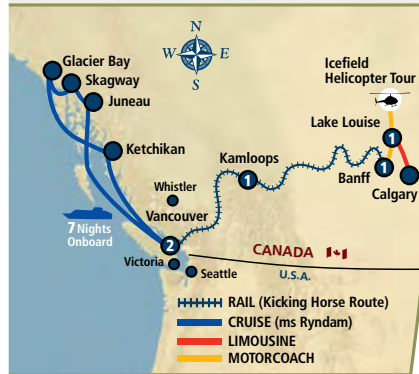 N
W E
S
Glacier Bay
Skagway
Juneau
Ketchikan
Icefield
Helicopter Tour
Lake Louise
1
Kamloops
1
1
Banff
Calgary
Whistler
Vancouver
2
7 Nights
Onboard
Victoria
Seattle
CANADA
U.S.A.
RAIL (Kicking Horse Route)
CRUISE (ms Ryndam)
LIMOUSINE
MOTORCOACH